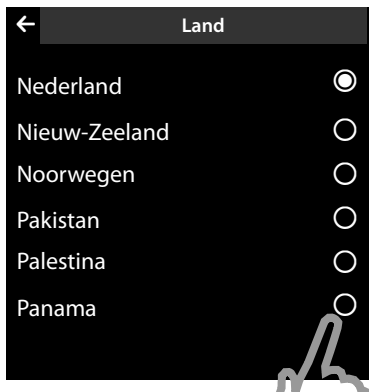 Land
Nederland
Nieuw-Zeeland
Noorwegen
Pakistan
Palestina
Panama